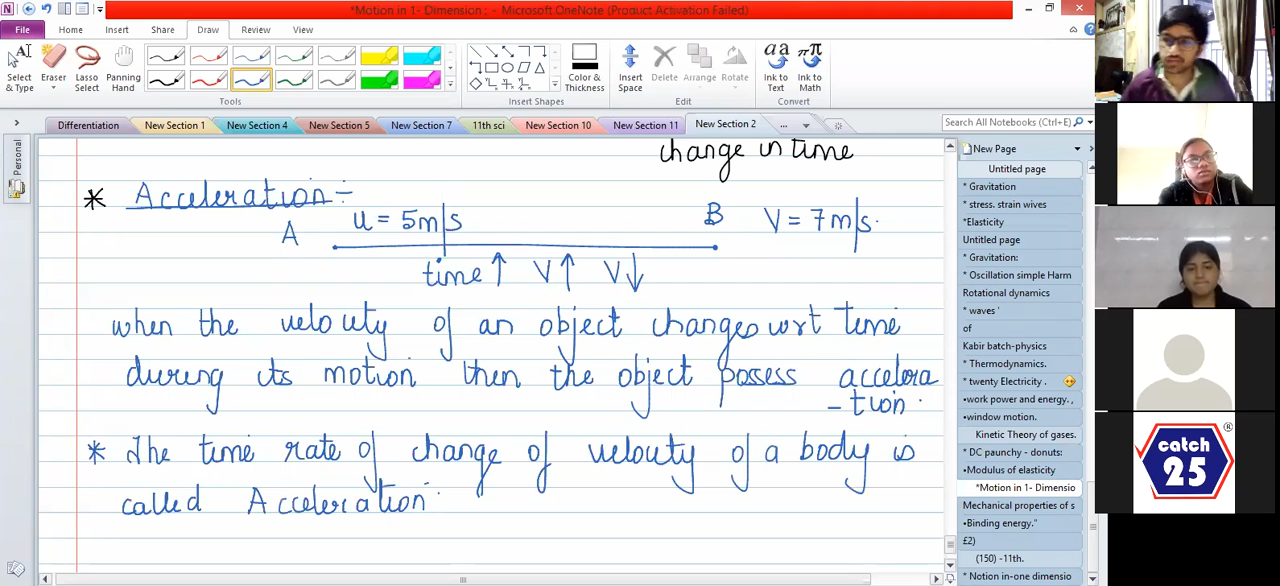 *Motion in 1- Dimension : - Microsoft OneNote (Product Activation Failed)
File Home Insert Share Draw Review View
Select & Type
Eraser
Lasso Select
Panning Hand
Color & Thickness
Insert Space
Delete
Arrange
Rotate
Ink to Text
Ink to Math
Tools
Insert Shapes
Edit
Convert
Differentiation New Section 1 New Section 4 New Section 5 New Section 7 11th sci New Section 10 New Section 11 New Section 2 ...
Search All Notebooks (Ctrl+E)
Personal
change in time
* Acceleration :-
A u = 5m/s B V = 7m/s.
time ↑ V ↑ V ↓
when the velocity of an object changes wrt time
during its motion then the object possess accelera
- tion.
* The time rate of change of velocity of a body is
called Acceleration.
New Page
Untitled page
* Gravitation
* stress. strain wives
*Elasticity
Untitled page
* Gravitation:
* Oscillation simple Harm
Rotational dynamics
* waves '
of
Kabir batch-physics
* Thermodynamics.
* twenty Electricity .
•work power and energy. ,
•window motion.
Kinetic Theory of gases.
* DC paunchy - donuts:
•Modulus of elasticity
*Motion in 1- Dimensio
Mechanical properties of s
•Binding energy."
£2)
(150) -11th.
* Notion in-one dimensio
catch
25
®